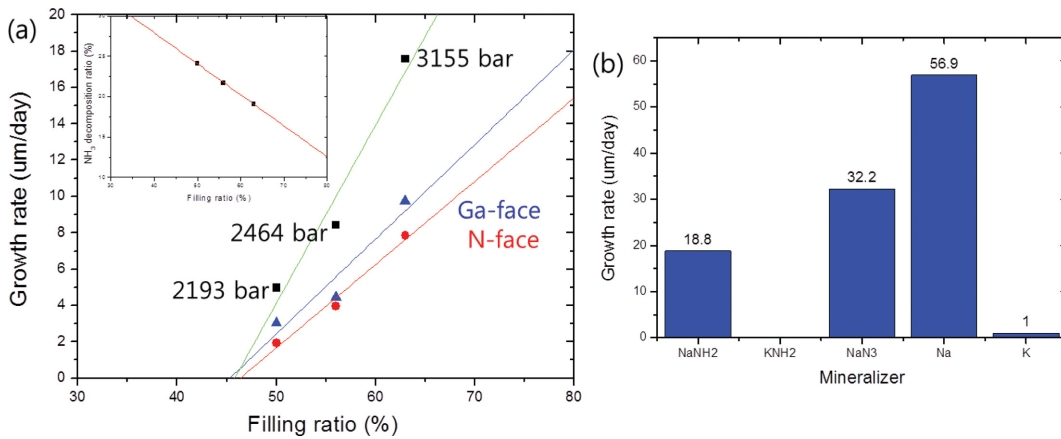 (a)
Growth rate (um/day)
20
18
16
14
12
10
8
6
4
2
0
30
40
50
60
70
80
Filling ratio (%)
3155 bar
2464 bar
2193 bar
Ga-face
N-face
NH3 decomposition ratio (%)
30
40
50
60
70
80
Filling ratio (%)
(b)
Growth rate (um/day)
60
50
40
30
20
10
0
18.8
32.2
56.9
1
NaNH2
KNH2
NaN3
Na
K
Mineralizer